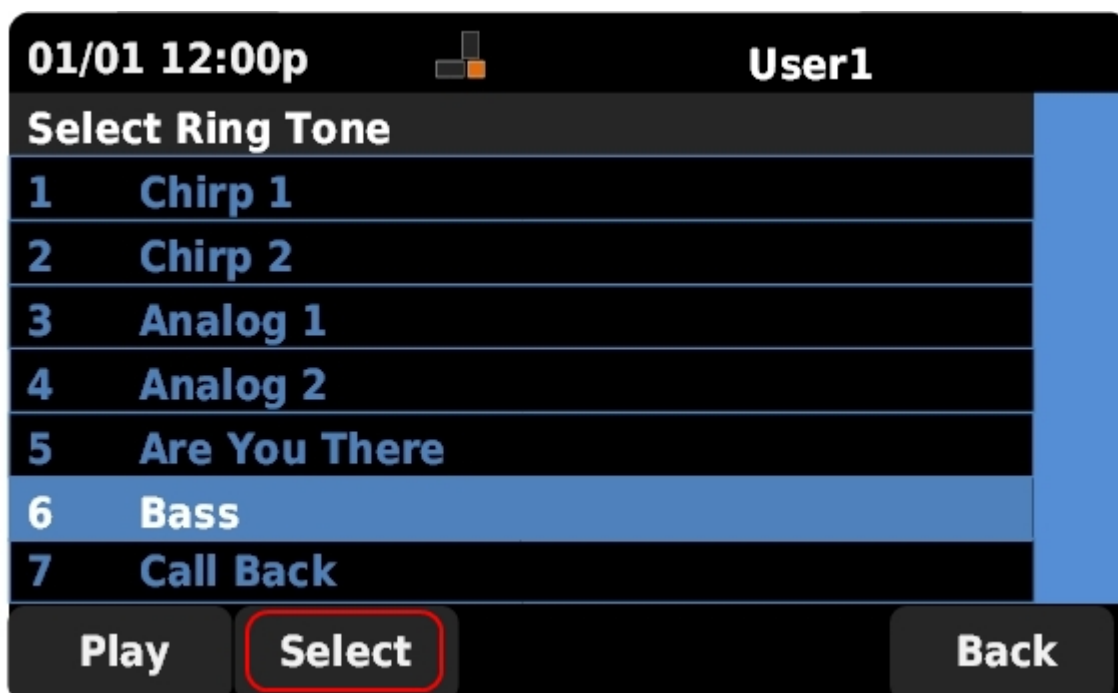 01/01 12:00p User1
Select Ring Tone
1 Chirp 1
2 Chirp 2
3 Analog 1
4 Analog 2
5 Are You There
6 Bass
7 Call Back
Play Select Back